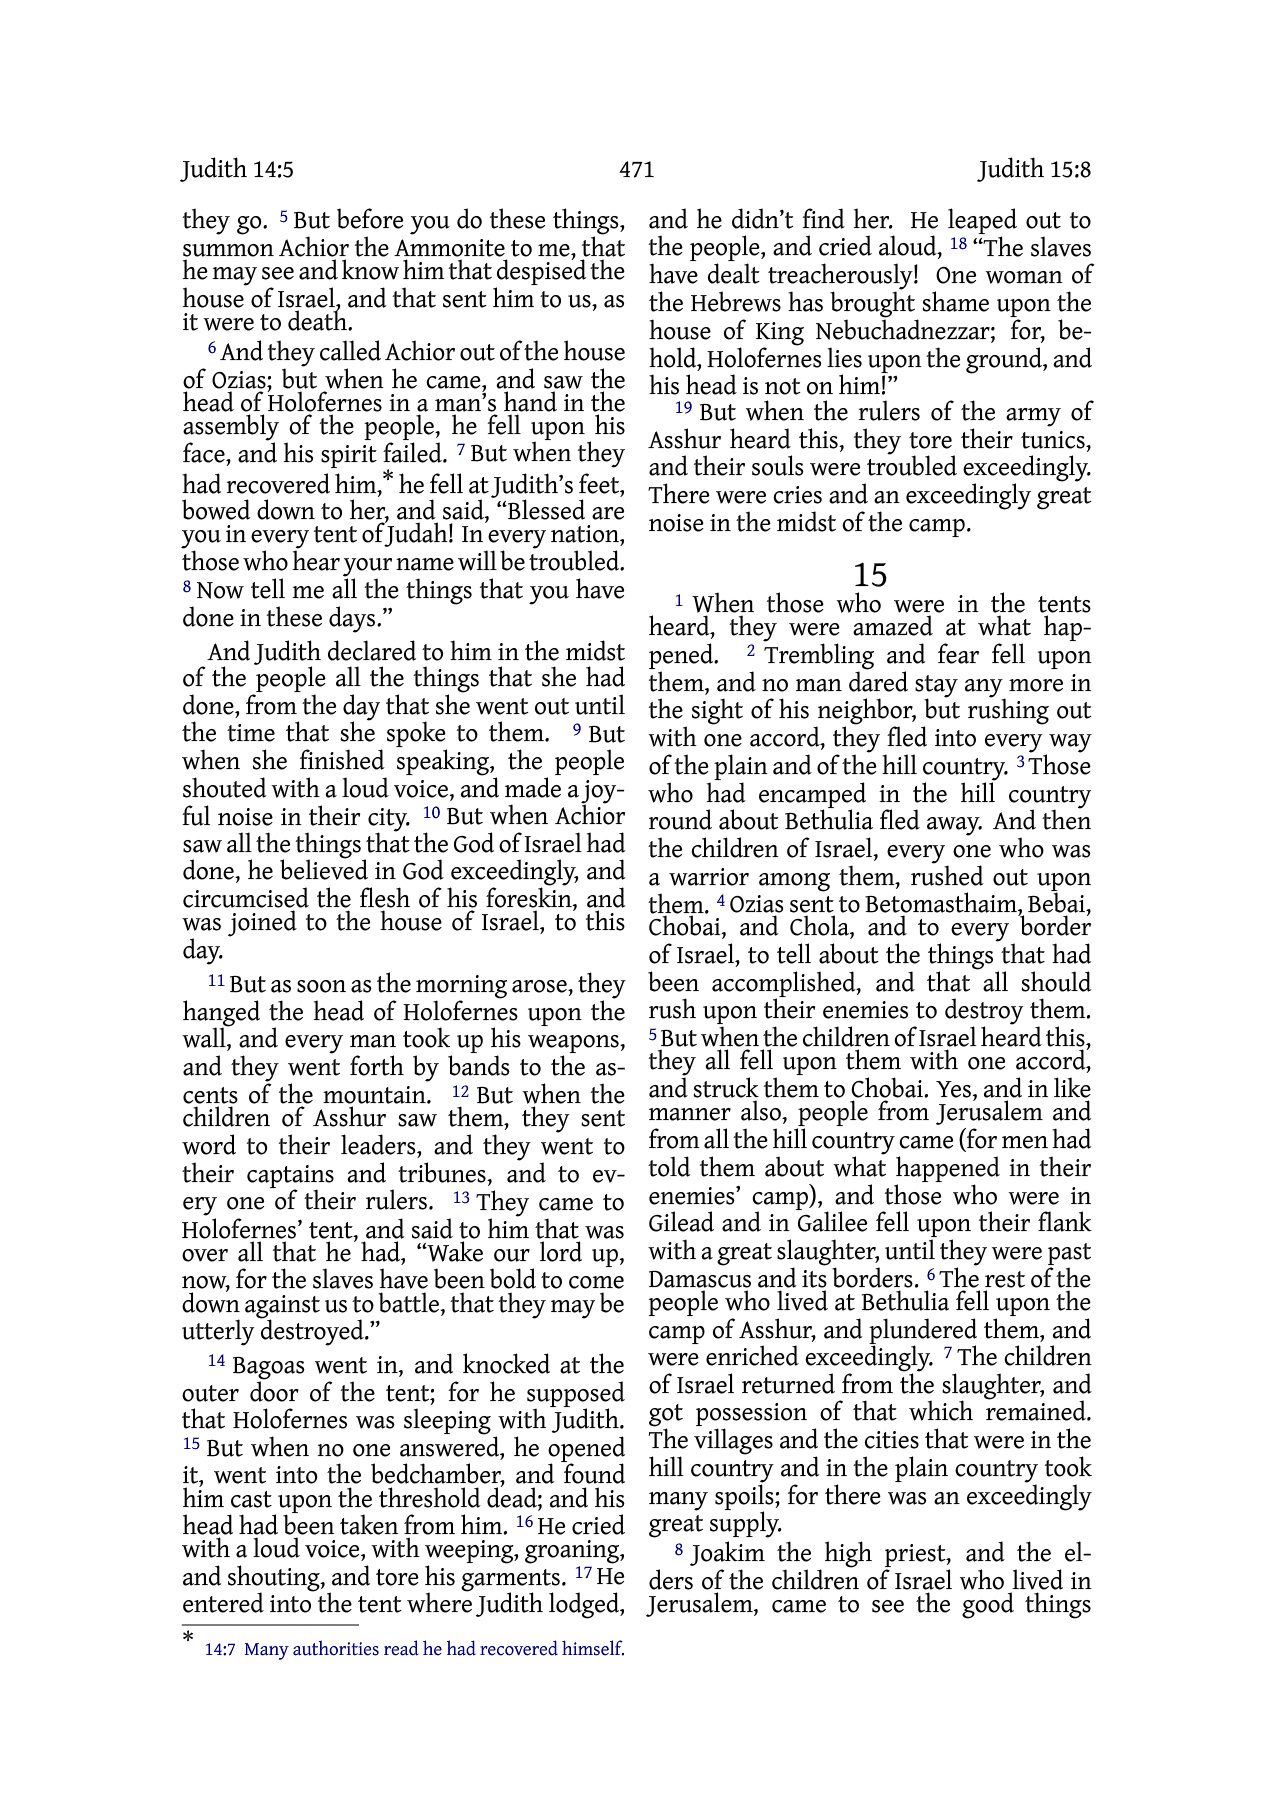 Judith 14:5 471 Judith 15:8
they go. 5 But before you do these things,
summon Achior the Ammonite to me, that
he may see and know him that despised the
house of Israel, and that sent him to us, as
it were to death.
6 And they called Achior out of the house
of Ozias; but when he came, and saw the
head of Holofernes in a man’s hand in the
assembly of the people, he fell upon his
face, and his spirit failed. 7 But when they
had recovered him,* he fell at Judith’s feet,
bowed down to her, and said, “Blessed are
you in every tent of Judah! In every nation,
those who hear your name will be troubled.
8 Now tell me all the things that you have
done in these days.”
And Judith declared to him in the midst
of the people all the things that she had
done, from the day that she went out until
the time that she spoke to them. 9 But
when she finished speaking, the people
shouted with a loud voice, and made a joy-
ful noise in their city. 10 But when Achior
saw all the things that the God of Israel had
done, he believed in God exceedingly, and
circumcised the flesh of his foreskin, and
was joined to the house of Israel, to this
day.
11 But as soon as the morning arose, they
hanged the head of Holofernes upon the
wall, and every man took up his weapons,
and they went forth by bands to the as-
cents of the mountain. 12 But when the
children of Asshur saw them, they sent
word to their leaders, and they went to
their captains and tribunes, and to ev-
ery one of their rulers. 13 They came to
Holofernes’ tent, and said to him that was
over all that he had, “Wake our lord up,
now, for the slaves have been bold to come
down against us to battle, that they may be
utterly destroyed.”
14 Bagoas went in, and knocked at the
outer door of the tent; for he supposed
that Holofernes was sleeping with Judith.
15 But when no one answered, he opened
it, went into the bedchamber, and found
him cast upon the threshold dead; and his
head had been taken from him. 16 He cried
with a loud voice, with weeping, groaning,
and shouting, and tore his garments. 17 He
entered into the tent where Judith lodged,
* 14:7 Many authorities read he had recovered himself.
and he didn’t find her. He leaped out to
the people, and cried aloud, 18 “The slaves
have dealt treacherously! One woman of
the Hebrews has brought shame upon the
house of King Nebuchadnezzar; for, be-
hold, Holofernes lies upon the ground, and
his head is not on him!”
19 But when the rulers of the army of
Asshur heard this, they tore their tunics,
and their souls were troubled exceedingly.
There were cries and an exceedingly great
noise in the midst of the camp.
15
1 When those who were in the tents
heard, they were amazed at what hap-
pened. 2 Trembling and fear fell upon
them, and no man dared stay any more in
the sight of his neighbor, but rushing out
with one accord, they fled into every way
of the plain and of the hill country. 3 Those
who had encamped in the hill country
round about Bethulia fled away. And then
the children of Israel, every one who was
a warrior among them, rushed out upon
them. 4 Ozias sent to Betomasthaim, Bebai,
Chobai, and Chola, and to every border
of Israel, to tell about the things that had
been accomplished, and that all should
rush upon their enemies to destroy them.
5 But when the children of Israel heard this,
they all fell upon them with one accord,
and struck them to Chobai. Yes, and in like
manner also, people from Jerusalem and
from all the hill country came (for men had
told them about what happened in their
enemies’ camp), and those who were in
Gilead and in Galilee fell upon their flank
with a great slaughter, until they were past
Damascus and its borders. 6 The rest of the
people who lived at Bethulia fell upon the
camp of Asshur, and plundered them, and
were enriched exceedingly. 7 The children
of Israel returned from the slaughter, and
got possession of that which remained.
The villages and the cities that were in the
hill country and in the plain country took
many spoils; for there was an exceedingly
great supply.
8 Joakim the high priest, and the el-
ders of the children of Israel who lived in
Jerusalem, came to see the good things